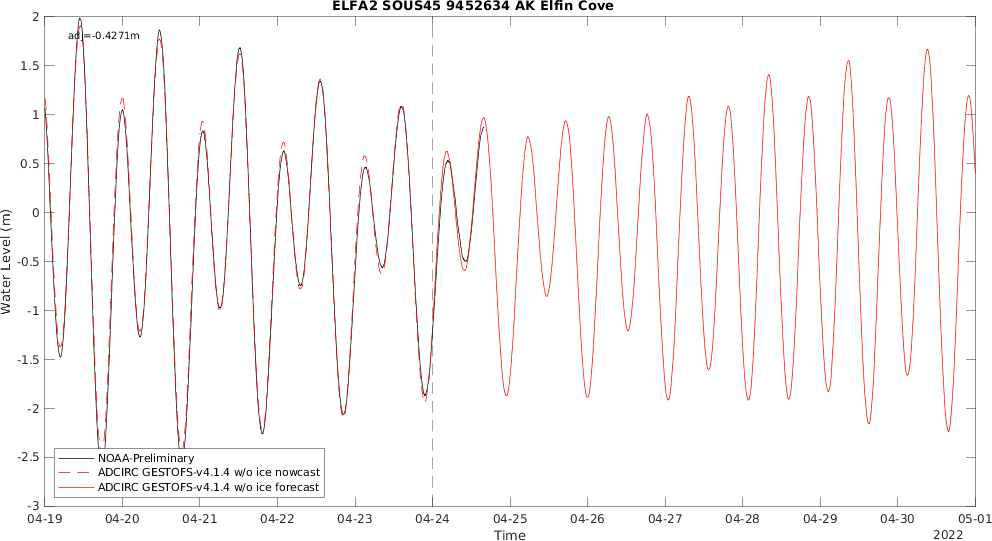 ELFA2 SOUS45 9452634 AK Elfin Cove
adj=-0.4271m
Water Level (m)
2
1.5
1
0.5
0
-0.5
-1
-1.5
-2
-2.5
-3
NOAA-Preliminary
ADCIRC GESTOFS-v4.1.4 w/o ice nowcast
ADCIRC GESTOFS-v4.1.4 w/o ice forecast
04-19 04-20 04-21 04-22 04-23 04-24 04-25 04-26 04-27 04-28 04-29 04-30 05-01
Time
2022